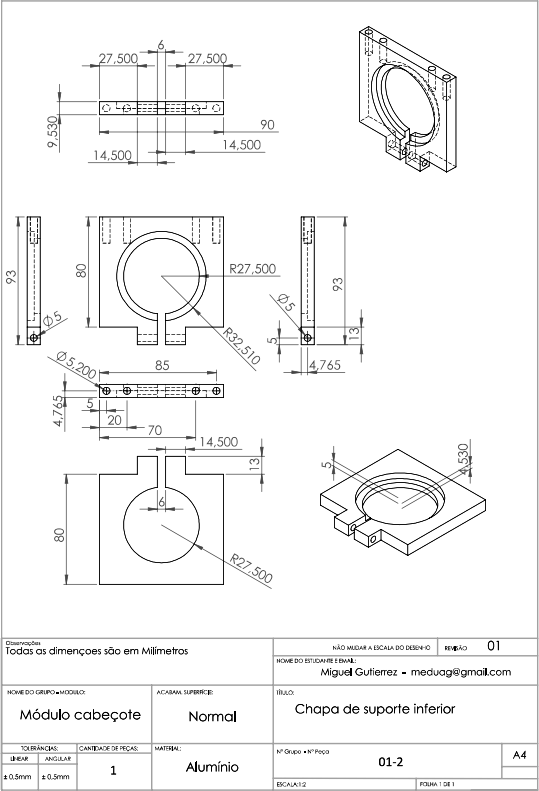 6
27,500
27,500
9,530
90
14,500
14,500
93
80
R27,500
R32,510
Ø5
93
Ø5
13
5
4,765
Ø5,200
85
4,765
5
20
70
14,500
13
6
80
R27,500
5
4,530
Observações
Todas as dimençoes são em Milímetros
NÃO MUDAR A ESCALA DO DESENHO
REVISÃO
01
NOME DO ESTUDANTE E EMAIL:
Miguel Gutierrez - meduag@gmail.com
NOME DO GRUPO - MODULO:
Módulo cabeçote
ACABAM. SUPERFÍCIE:
Normal
TÍTULO:
Chapa de suporte inferior
TOLERÂNCIAS:
LINEAR
ANGULAR
± 0.5mm
± 0.5mm
CANTIDADE DE PEÇAS:
1
MATERIAL:
Alumínio
Nº Grupo - Nº Peça
01-2
A4
ESCALA:1:2
FOLHA 1 DE 1